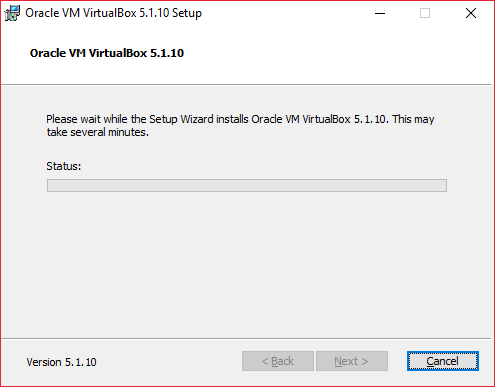 Oracle VM VirtualBox 5.1.10 Setup
Oracle VM VirtualBox 5.1.10
Please wait while the Setup Wizard installs Oracle VM VirtualBox 5.1.10. This may
take several minutes.
Status:
Version 5.1.10
< Back
Next >
Cancel